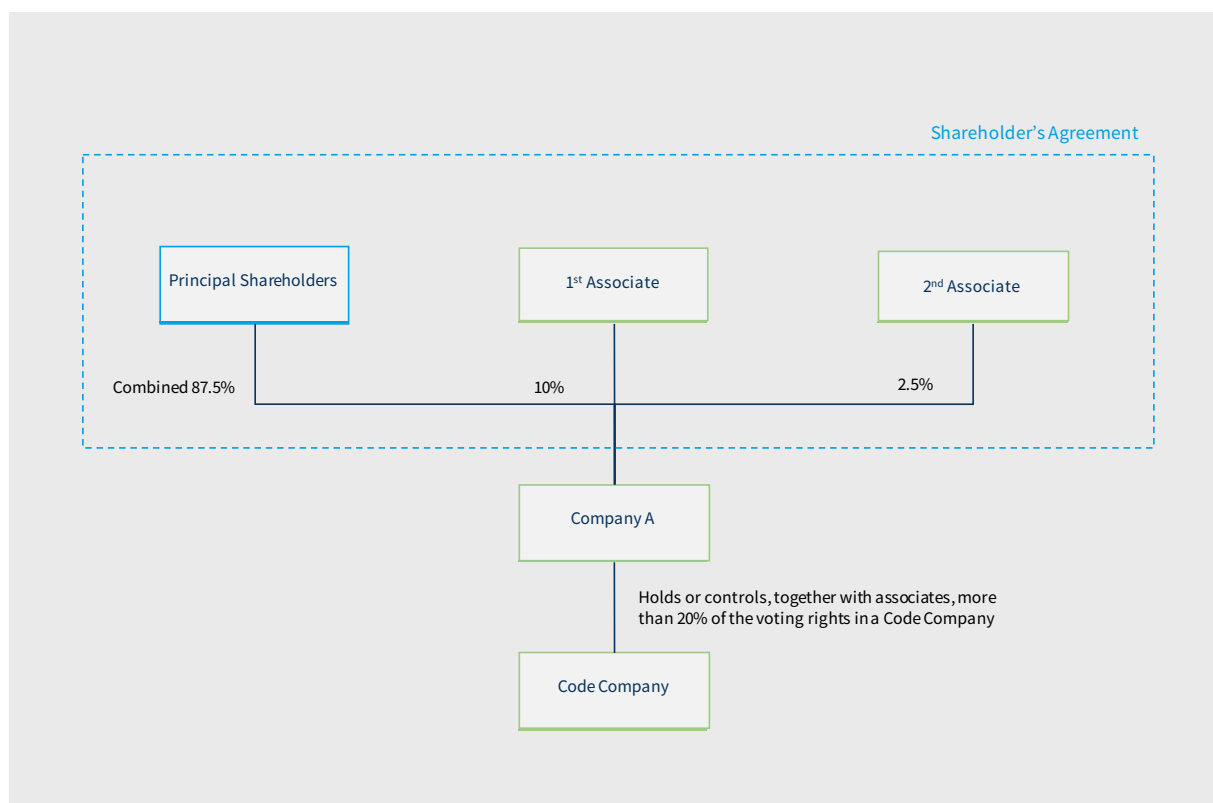 Shareholder’s Agreement
Principal Shareholders
1st Associate
2nd Associate
Combined 87.5%
10%
2.5%
Company A
Holds or controls, together with associates, more
than 20% of the voting rights in a Code Company
Code Company